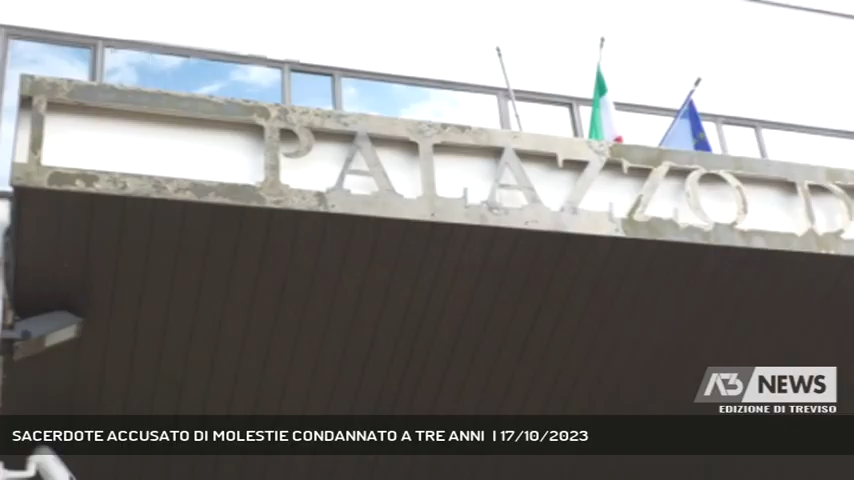 PALAZZO D
A3 NEWS
EDIZIONE DI TREVISO
SACERDOTE ACCUSATO DI MOLESTIE CONDANNATO A TRE ANNI | 17/10/2023